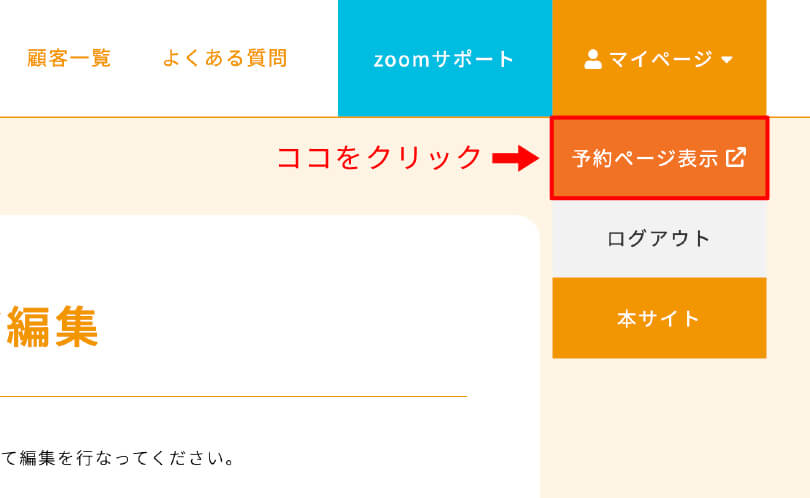 顧客一覧
よくある質問
zoomサポート
マイページ
ココをクリック
予約ページ表示
ログアウト
本サイト
編集
て編集を行なってください。